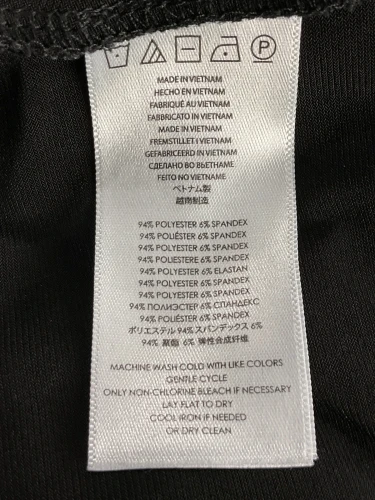 MADE IN VIETNAM
HECHO EN VIETNAM
FABRIQUÉ AU VIETNAM
FABBRICATO IN VIETNAM
MADE IN VIETNAM
FREMSTILLET I VIETNAM
GEFABRICEERD IN VIETNAM
СДЕЛАНО ВО ВЬЕТНАМЕ
FEITO NO VIETNAM
ベトナム製
越南制造
94% POLYESTER 6% SPANDEX
94% POLIÉSTER 6% SPANDEX
94% POLYESTER 6% SPANDEX
94% POLIESTERE 6% SPANDEX
94% POLYESTER 6% ELASTAN
94% POLYESTER 6% SPANDEX
94% POLYESTER 6% SPANDEX
94% ПОЛИЭСТЕР 6% СПАНДЕКС
94% POLIÉSTER 6% SPANDEX
ポリエステル 94% スパンデックス 6%
94% 聚酯 6% 弹性合成纤维
MACHINE WASH COLD WITH LIKE COLORS
GENTLE CYCLE
ONLY NON-CHLORINE BLEACH IF NECESSARY
LAY FLAT TO DRY
COOL IRON IF NEEDED
OR DRY CLEAN